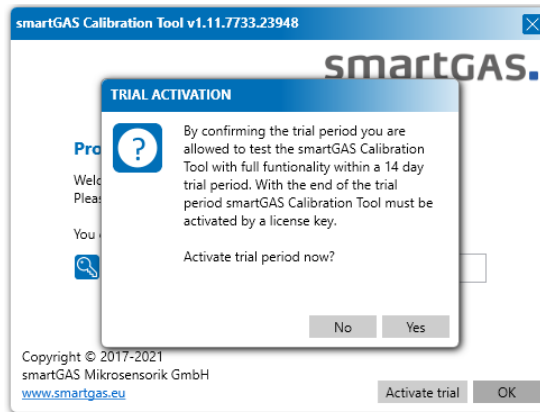 smartGAS Calibration Tool v1.11.7733.23948
smartGAS.
TRIAL ACTIVATION
By confirming the trial period you are
allowed to test the smartGAS Calibration
Tool with full funtionality within a 14 day
trial period. With the end of the trial
period smartGAS Calibration Tool must be
activated by a license key.
Activate trial period now?
No Yes
You
Copyright © 2017-2021
smartGAS Mikrosensorik GmbH
www.smartgas.eu
Activate trial OK